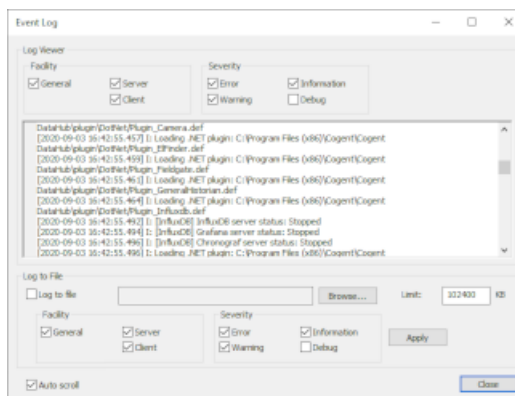 Event Log
Log Viewer
Facility
General
Server
Client
Severity
Error
Information
Warning
Debug
DataHub\plugin\DotNet/Plugin_Camera.def
[2020-09-03 16:42:55.457] I: Loading .NET plugin: C:\Program Files (x86)\Cogent\Cogent
DataHub\plugin\DotNet/Plugin_ElFinder.def
[2020-09-03 16:42:55.459] I: Loading .NET plugin: C:\Program Files (x86)\Cogent\Cogent
DataHub\plugin\DotNet/Plugin_Fieldgate.def
[2020-09-03 16:42:55.461] I: Loading .NET plugin: C:\Program Files (x86)\Cogent\Cogent
DataHub\plugin\DotNet/Plugin_GeneralHistorian.def
[2020-09-03 16:42:55.464] I: Loading .NET plugin: C:\Program Files (x86)\Cogent\Cogent
DataHub\plugin\DotNet/Plugin_Influxdb.def
[2020-09-03 16:42:55.492] I: [InfluxDB] InfluxDB server status: Stopped
[2020-09-03 16:42:55.494] I: [InfluxDB] Grafana server status: Stopped
[2020-09-03 16:42:55.496] I: [InfluxDB] Chronograf server status: Stopped
[2020-09-03 16:42:55.496] I: Loading .NET plugin: C:\Program Files (x86)\Cogent\Cogent
Log to File
Log to file
Browse...
Limit:
102400
KB
Facility
General
Server
Client
Severity
Error
Information
Warning
Debug
Apply
Auto scroll
Close